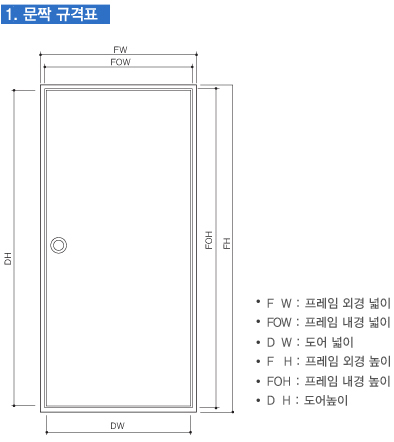 1. 문짝 규격표
FW
FOW
DH
FOH
FH
• F W : 프레임 외경 넓이
• FOW : 프레임 내경 넓이
• D W : 도어 넓이
• F H : 프레임 외경 높이
• FOH : 프레임 내경 높이
• D H : 도어높이
DW